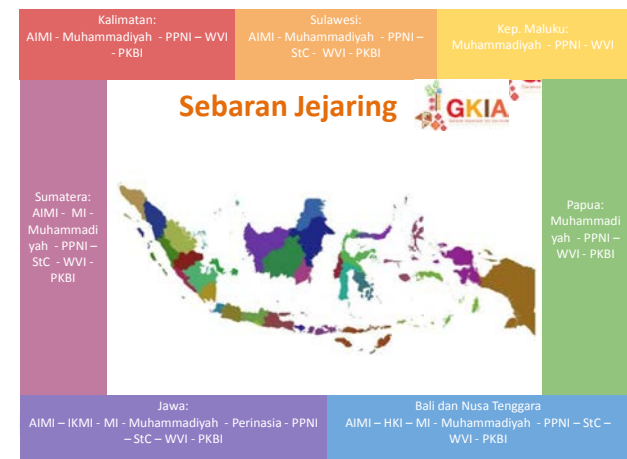 Kalimatan:
AIMI - Muhammadiyah - PPNI – WVI
- PKBI
Sulawesi:
AIMI - Muhammadiyah - PPNI –
StC - WVI - PKBI
Kep. Maluku:
Muhammadiyah - PPNI - WVI
Sebaran Jejaring
GKIA
Sumatera:
AIMI - MI -
Muhammadi
yah - PPNI –
StC - WVI -
PKBI
Papua:
Muhammadi
yah - PPNI –
WVI - PKBI
Jawa:
AIMI – IKMI - MI - Muhammadiyah - Perinasia - PPNI
– StC – WVI - PKBI
Bali dan Nusa Tenggara
AIMI – HKI – MI - Muhammadiyah - PPNI – StC –
WVI - PKBI